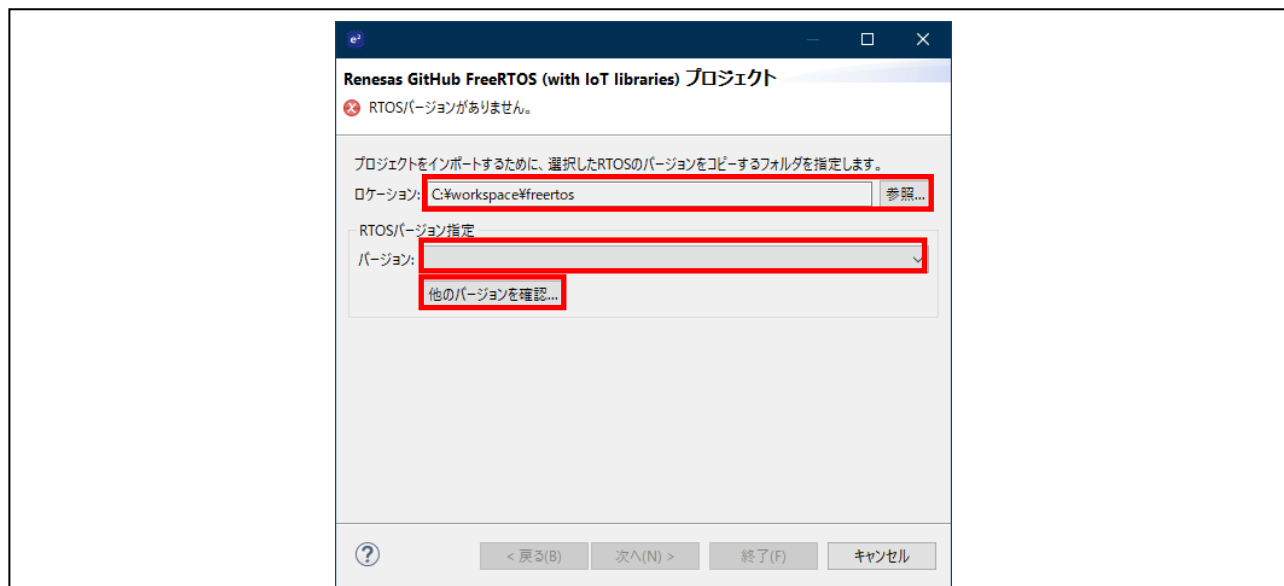 e²
Renesas GitHub FreeRTOS (with IoT libraries) プロジェクト
RTOSバージョンがありません。
プロジェクトをインポートするために、選択したRTOSのバージョンをコピーするフォルダを指定します。
ロケーション: C:¥workspace¥freertos 参照...
RTOSバージョン指定
バージョン:
他のバージョンを確認...
? < 戻る(B) 次へ(N) > 終了(F) キャンセル